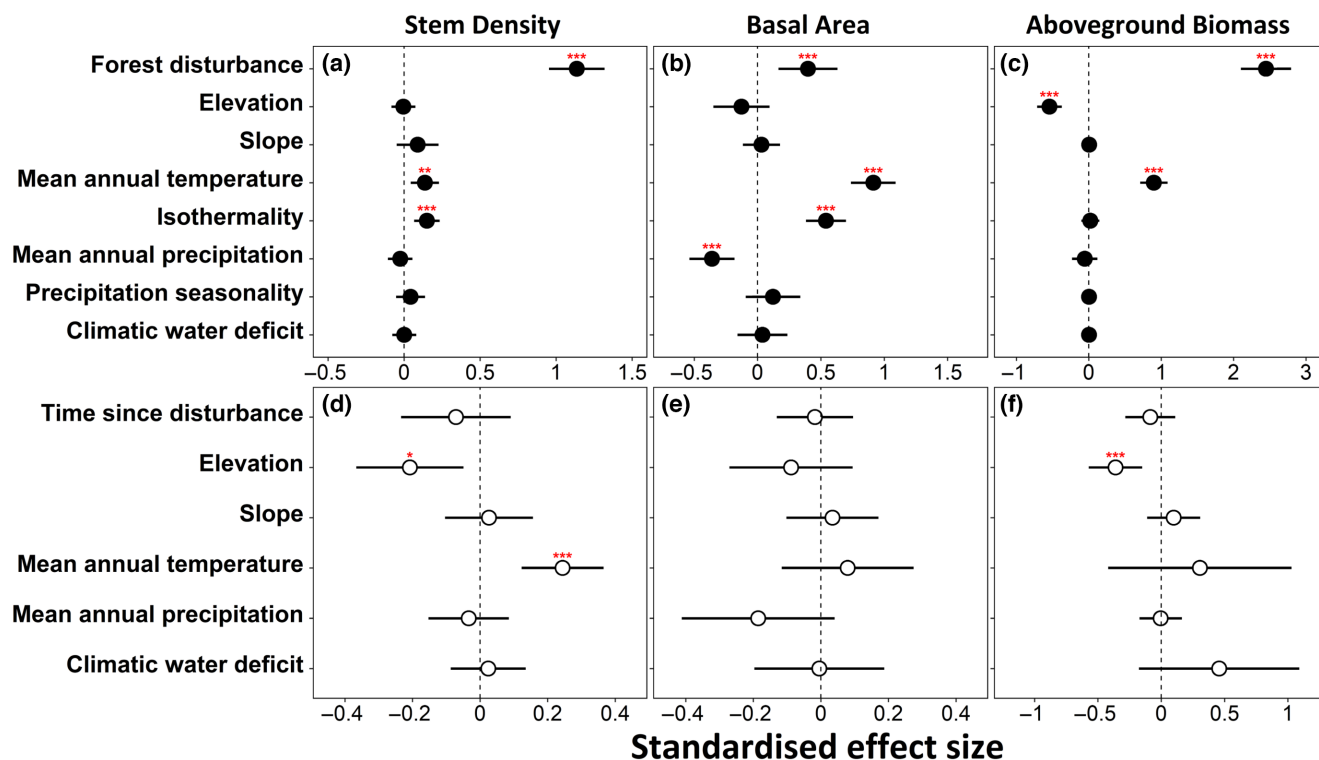 Stem Density Basal Area Aboveground Biomass
(a) (b) (c)
Forest disturbance *** *** ***
Elevation ***
Slope
Mean annual temperature ** *** ***
Isothermality *** ***
Mean annual precipitation ***
Precipitation seasonality
Climatic water deficit
−0.5 0 0.5 1 1.5 −0.5 0 0.5 1 1.5 −1 0 1 2 3
(d) (e) (f)
Time since disturbance
Elevation * ***
Slope
Mean annual temperature ***
Mean annual precipitation
Climatic water deficit
−0.4 −0.2 0 0.2 0.4 −0.4 −0.2 0 0.2 0.4 −1 −0.5 0 0.5 1
Standardised effect size